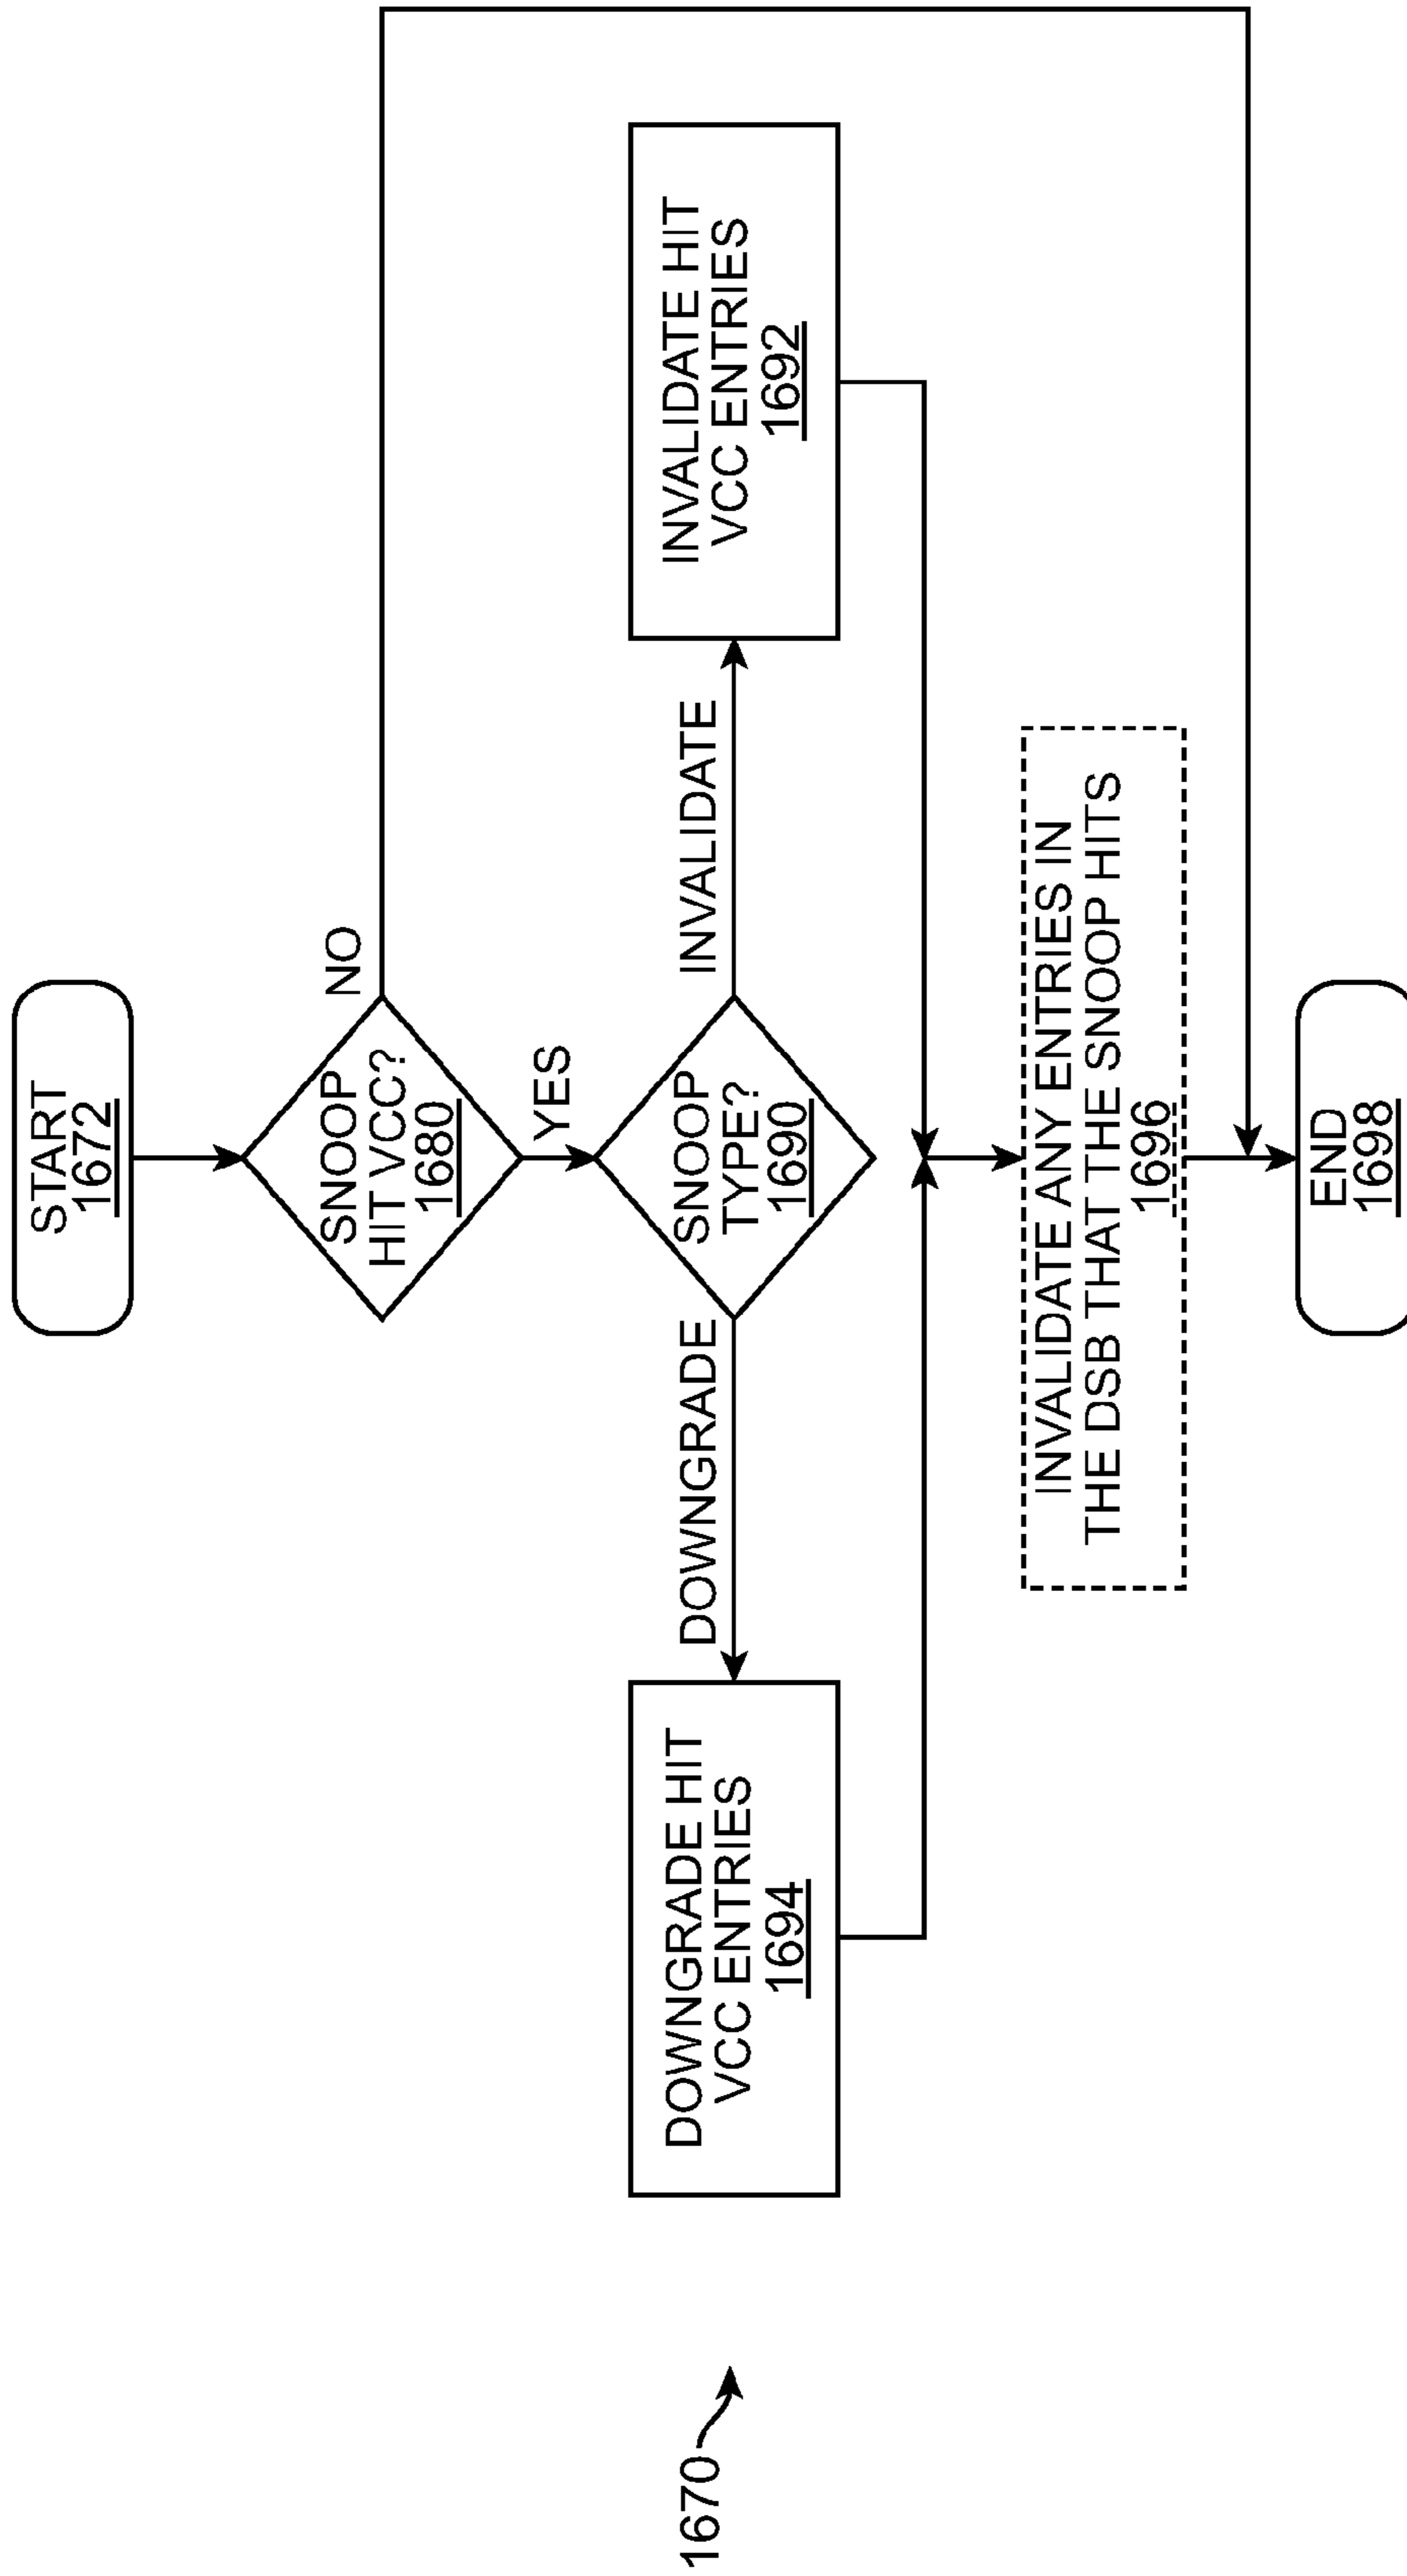 START
1672
SNOOP
HIT VCC?
1680
NO
YES
SNOOP
TYPE?
1690
DOWNGRADE
INVALIDATE
DOWNGRADE HIT
VCC ENTRIES
1694
INVALIDATE HIT
VCC ENTRIES
1692
INVALIDATE ANY ENTRIES IN
THE DSB THAT THE SNOOP HITS
1696
END
1698
1670